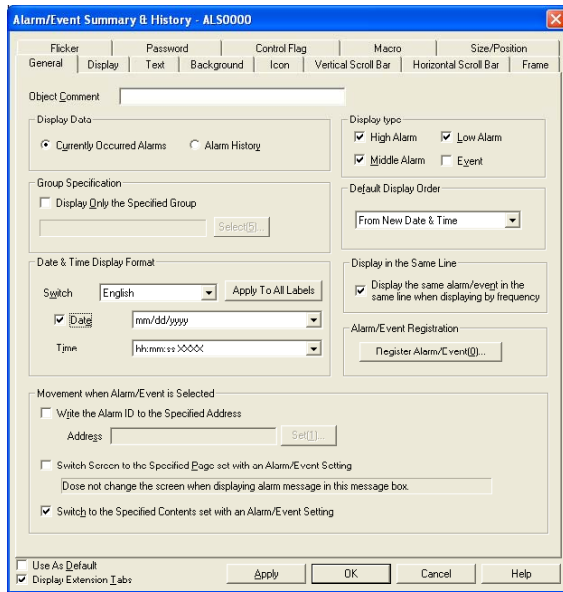 Alarm/Event Summary & History - ALS0000
Flicker Password Control Flag Macro Size/Position
General Display Text Background Icon Vertical Scroll Bar Horizontal Scroll Bar Frame
Object Comment
Display Data
Currently Occurred Alarms Alarm History
Display type
High Alarm Low Alarm
Middle Alarm Event
Group Specification
Display Only the Specified Group
Select(5)...
Default Display Order
From New Date & Time
Date & Time Display Format
Switch English Apply To All Labels
Date mm/dd/yyyy
Time hh:mm:ss XXXX
Display in the Same Line
Display the same alarm/event in the
same line when displaying by frequency
Alarm/Event Registration
Register Alarm/Event(0)...
Movement when Alarm/Event is Selected
Write the Alarm ID to the Specified Address
Address Set(1)...
Switch Screen to the Specified Page set with an Alarm/Event Setting
Dose not change the screen when displaying alarm message in this message box.
Switch to the Specified Contents set with an Alarm/Event Setting
Use As Default
Display Extension Tabs
Apply OK Cancel Help